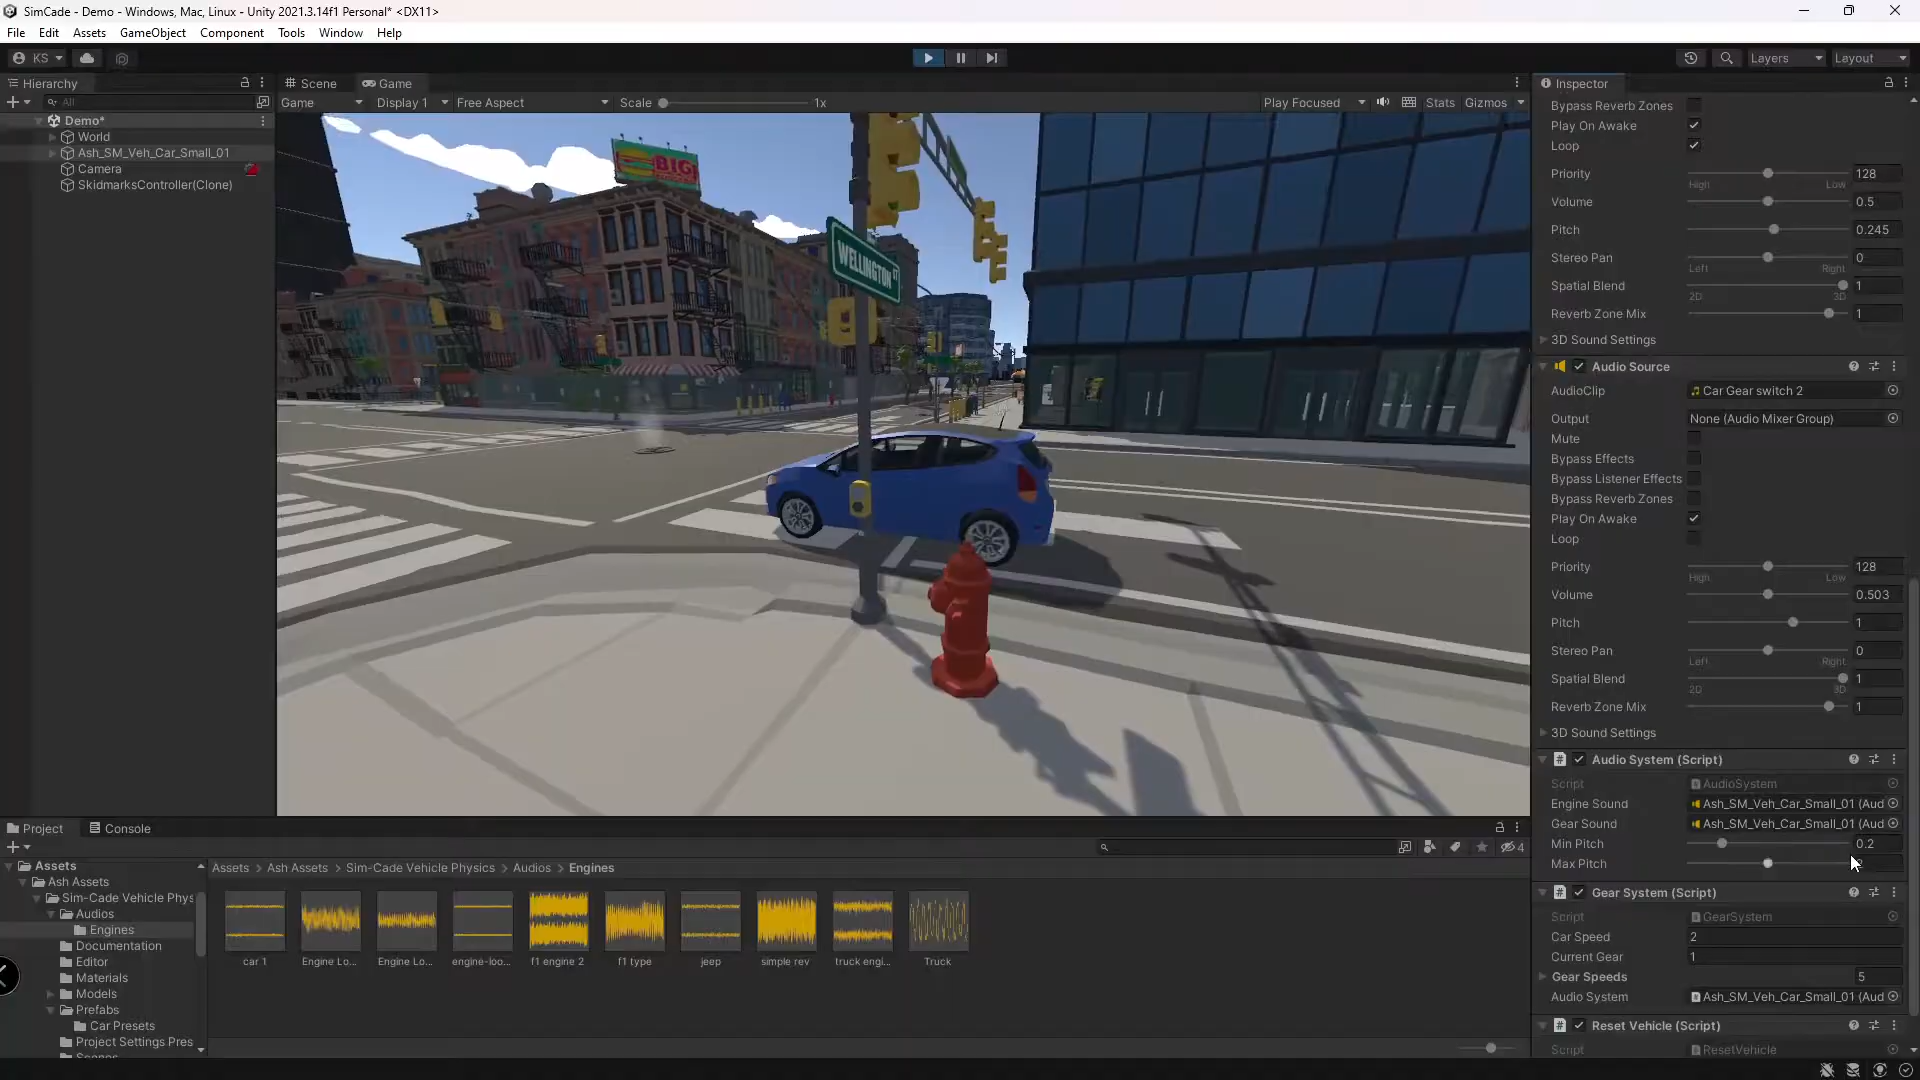 SimCade - Demo - Windows, Mac, Linux - Unity 2021.3.14f1 Personal* <DX11>
File Edit Assets GameObject Component Tools Window Help
KS Layers Layout
Hierarchy
All
Demo*
World
Ash_SM_Veh_Car_Small_01
Camera
SkidmarksController(Clone)
Scene Game
Game Display 1 Free Aspect Scale 1x Play Focused Stats Gizmos
BIG
WELLINGTON ST
Inspector
Bypass Reverb Zones
Play On Awake
Loop
Priority 128
High Low
Volume 0.5
Pitch 0.245
Stereo Pan 0
Left Right
Spatial Blend 1
2D 3D
Reverb Zone Mix 1
3D Sound Settings
Audio Source
AudioClip Car Gear switch 2
Output None (Audio Mixer Group)
Mute
Bypass Effects
Bypass Listener Effects
Bypass Reverb Zones
Play On Awake
Loop
Priority 128
High Low
Volume 0.503
Pitch 1
Stereo Pan 0
Left Right
Spatial Blend 1
2D 3D
Reverb Zone Mix 1
3D Sound Settings
Audio System (Script)
Script AudioSystem
Engine Sound Ash_SM_Veh_Car_Small_01 (Aud
Gear Sound Ash_SM_Veh_Car_Small_01 (Aud
Min Pitch 0.2
Max Pitch
Gear System (Script)
Script GearSystem
Car Speed 2
Current Gear 1
Gear Speeds 5
Audio System Ash_SM_Veh_Car_Small_01 (Aud
Reset Vehicle (Script)
Script ResetVehicle
Project Console
4
Assets
Ash Assets
Sim-Cade Vehicle Phys
Audios
Engines
Documentation
Editor
Materials
Models
Prefabs
Car Presets
Project Settings Pres
Scenes
Assets > Ash Assets > Sim-Cade Vehicle Physics > Audios > Engines
car 1 Engine Lo... Engine Lo... engine-loo... f1 engine 2 f1 type jeep simple rev truck engi... Truck